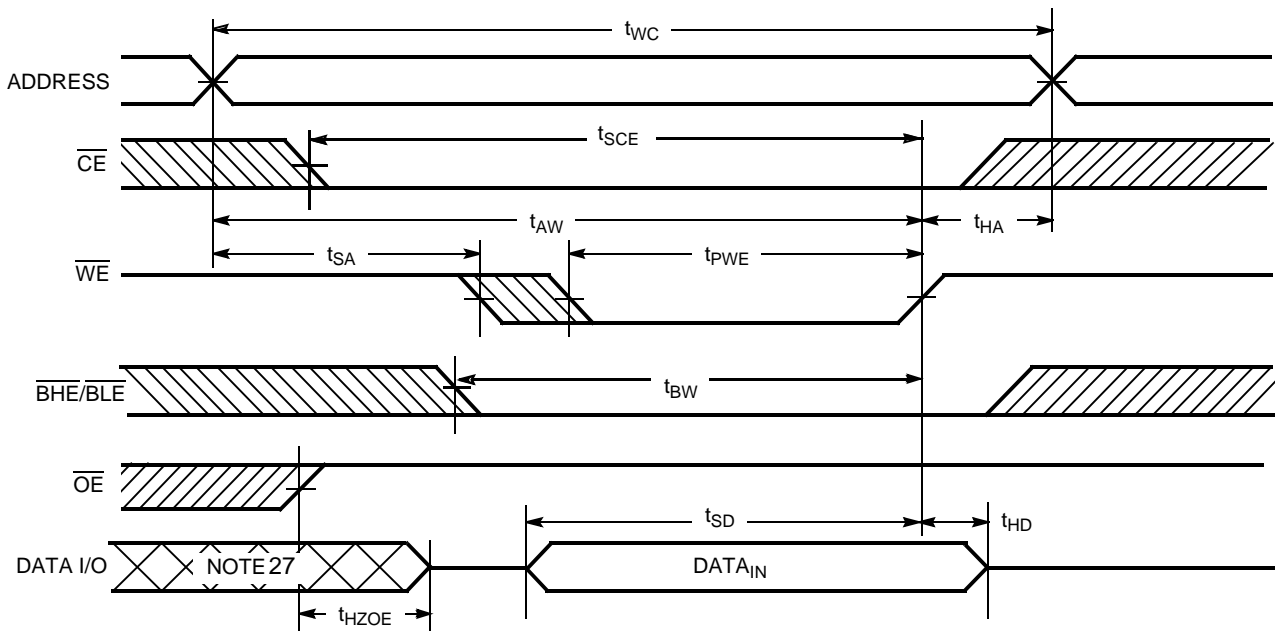 tWC
ADDRESS
tSCE
CE
tAW
tHA
tSA
tPWE
WE
tBW
BHE/BLE
OE
tSD
tHD
DATA I/O
NOTE 27
DATAIN
tHZOE